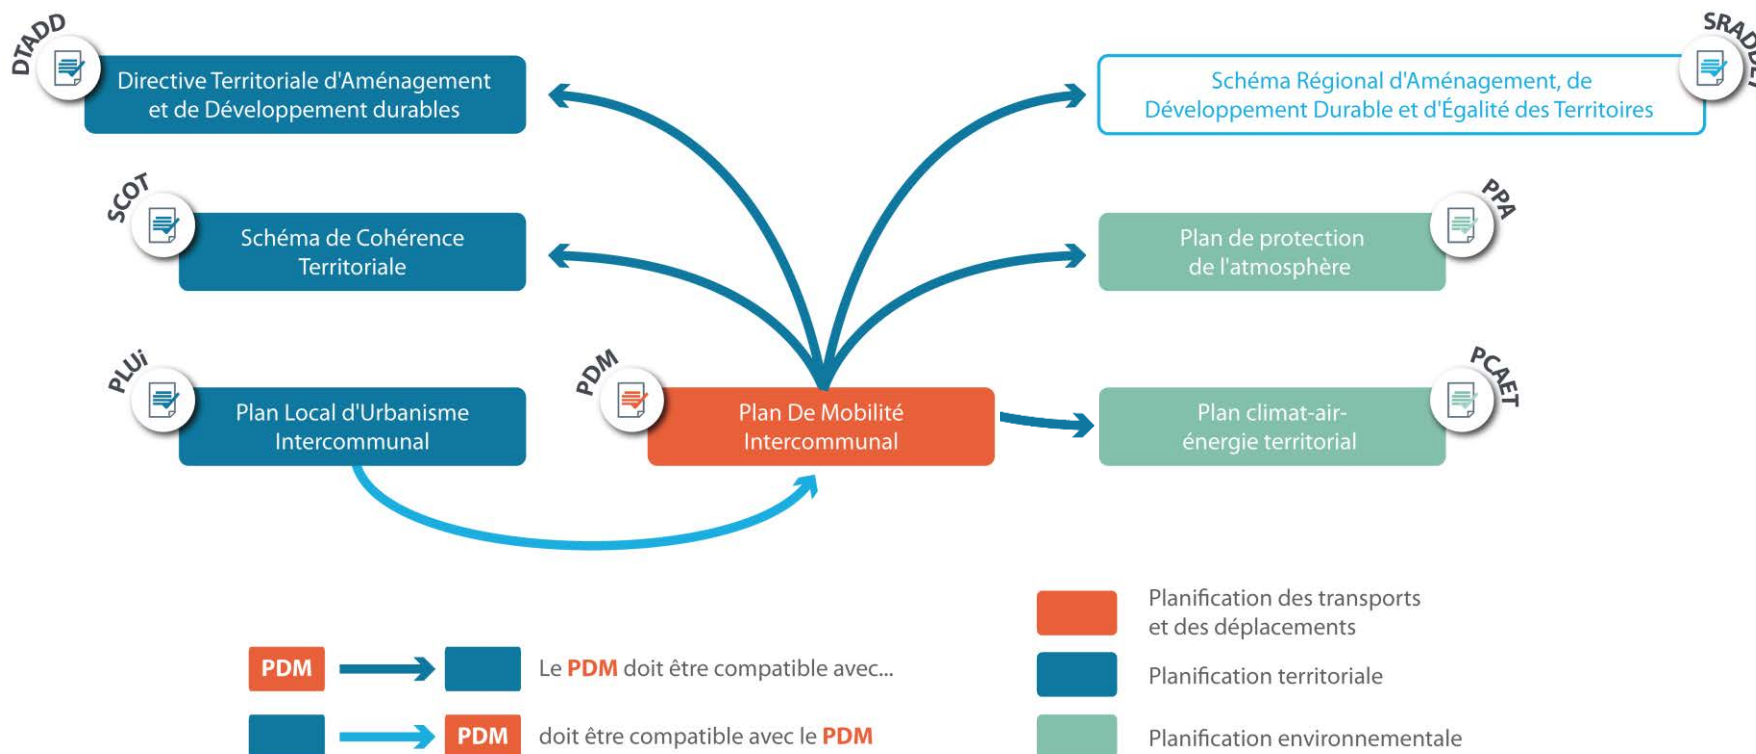 DTADD
Directive Territoriale d'Aménagement
et de Développement durables
SRADDET
Schéma Régional d'Aménagement, de
Développement Durable et d'Égalité des Territoires
SCOT
Schéma de Cohérence
Territoriale
PPA
Plan de protection
de l'atmosphère
PLUi
Plan Local d'Urbanisme
Intercommunal
PDM
Plan De Mobilité
Intercommunal
PCAET
Plan climat-air-
énergie territorial
PDM
Le PDM doit être compatible avec...
PDM
doit être compatible avec le PDM
Planification des transports
et des déplacements
Planification territoriale
Planification environnementale